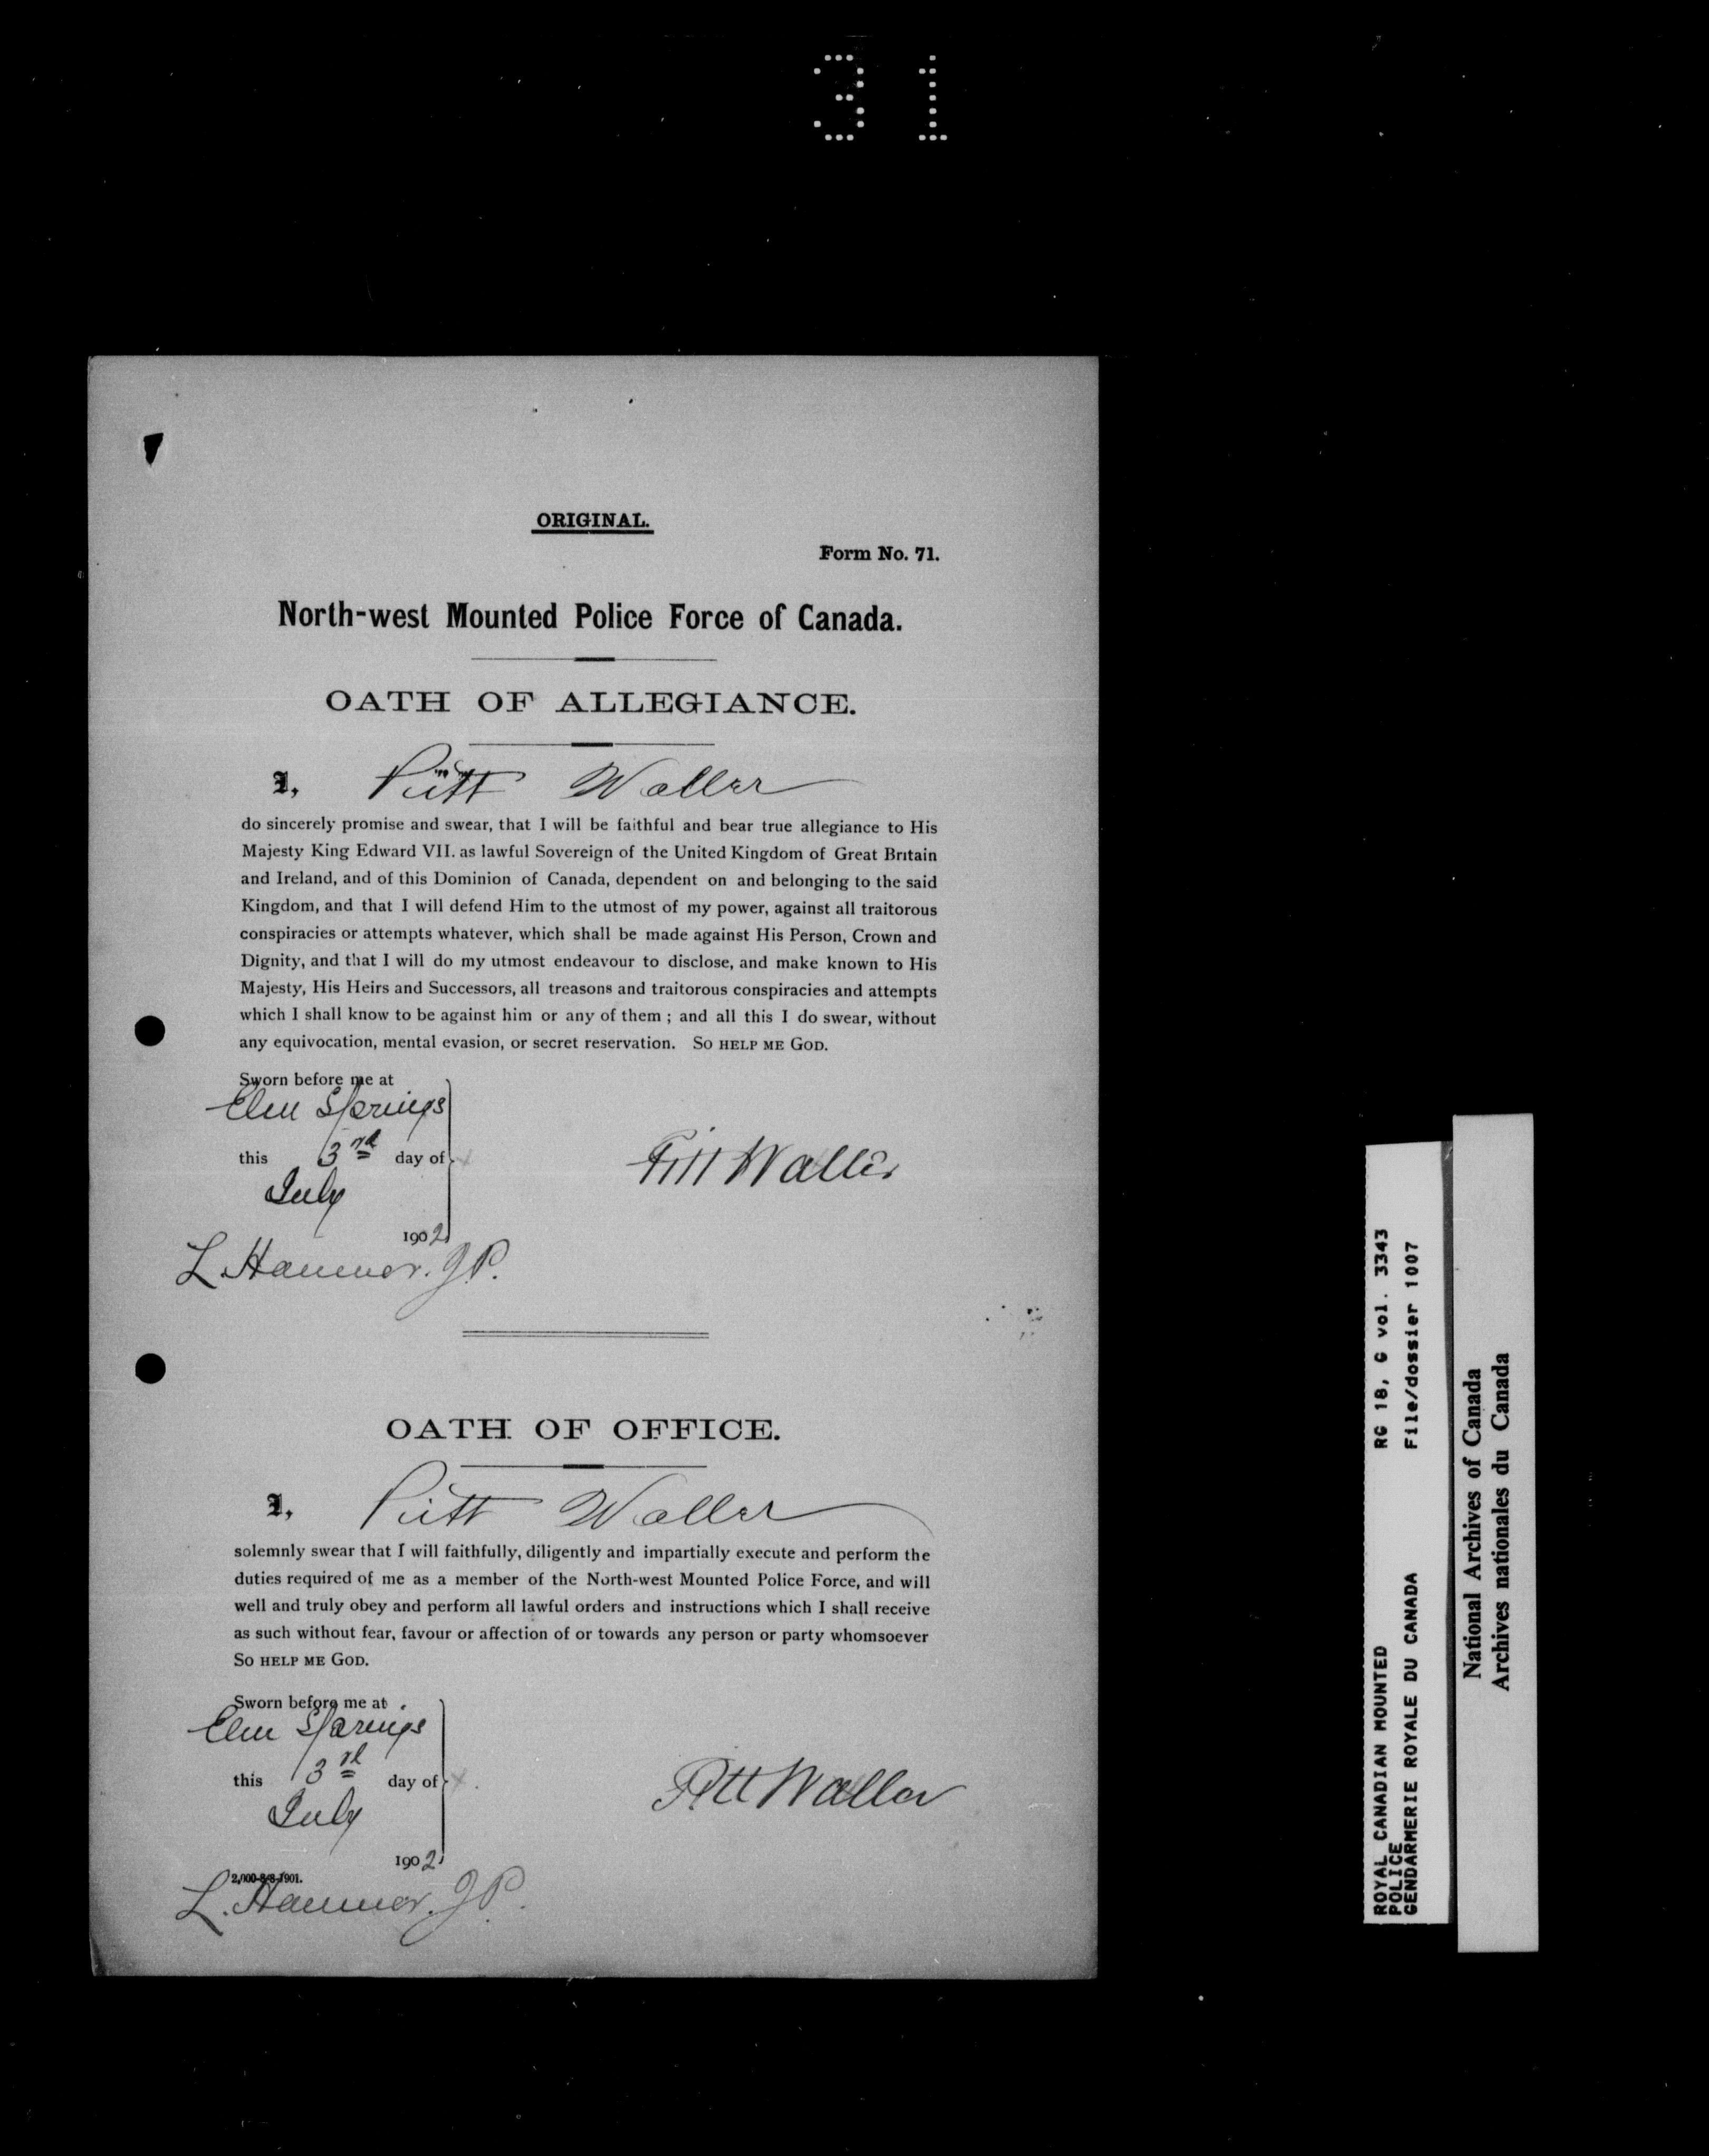 31
ORIGINAL.
Form No. 71.
North-west Mounted Police Force of Canada.
OATH OF ALLEGIANCE.
I, Pitt Waller
do sincerely promise and swear, that I will be faithful and bear true allegiance to His
Majesty King Edward VII. as lawful Sovereign of the United Kingdom of Great Britain
and Ireland, and of this Dominion of Canada, dependent on and belonging to the said
Kingdom, and that I will defend Him to the utmost of my power, against all traitorous
conspiracies or attempts whatever, which shall be made against His Person, Crown and
Dignity, and that I will do my utmost endeavour to disclose, and make known to His
Majesty, His Heirs and Successors, all treasons and traitorous conspiracies and attempts
which I shall know to be against him or any of them ; and all this I do swear, without
any equivocation, mental evasion, or secret reservation. SO HELP ME GOD.
Sworn before me at
Elm Springs
this 3rd day of
July
1902
Pitt Waller
L. Hanmer. J.P.
OATH OF OFFICE.
I, Pitt Waller
solemnly swear that I will faithfully, diligently and impartially execute and perform the
duties required of me as a member of the North-west Mounted Police Force, and will
well and truly obey and perform all lawful orders and instructions which I shall receive
as such without fear, favour or affection of or towards any person or party whomsoever
SO HELP ME GOD.
Sworn before me at
Elm Springs
this 3rd day of
July
1902
Pitt Waller
2,000-8-8-1901.
L. Hanmer. J.P.
ROYAL CANADIAN MOUNTED RG 18, G vol. 3343
POLICE
GENDARMERIE ROYALE DU CANADA File/dossier 1007
National Archives of Canada
Archives nationales du Canada